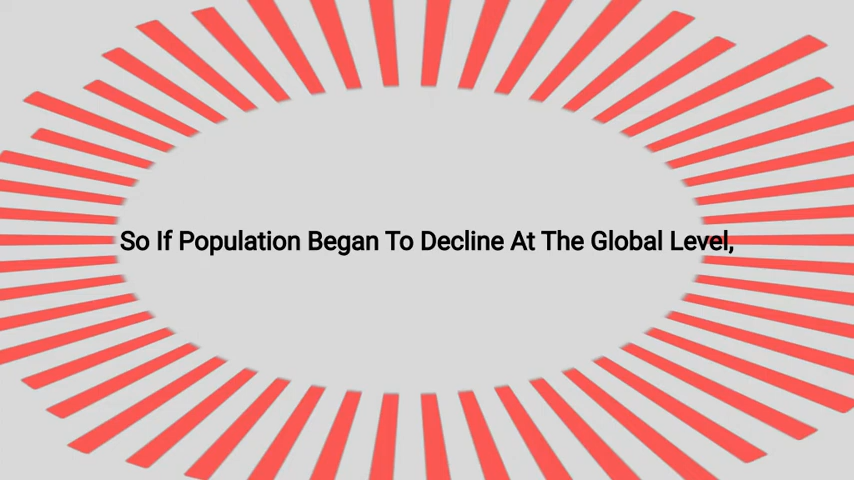 So If Population Began To Decline At The Global Level,